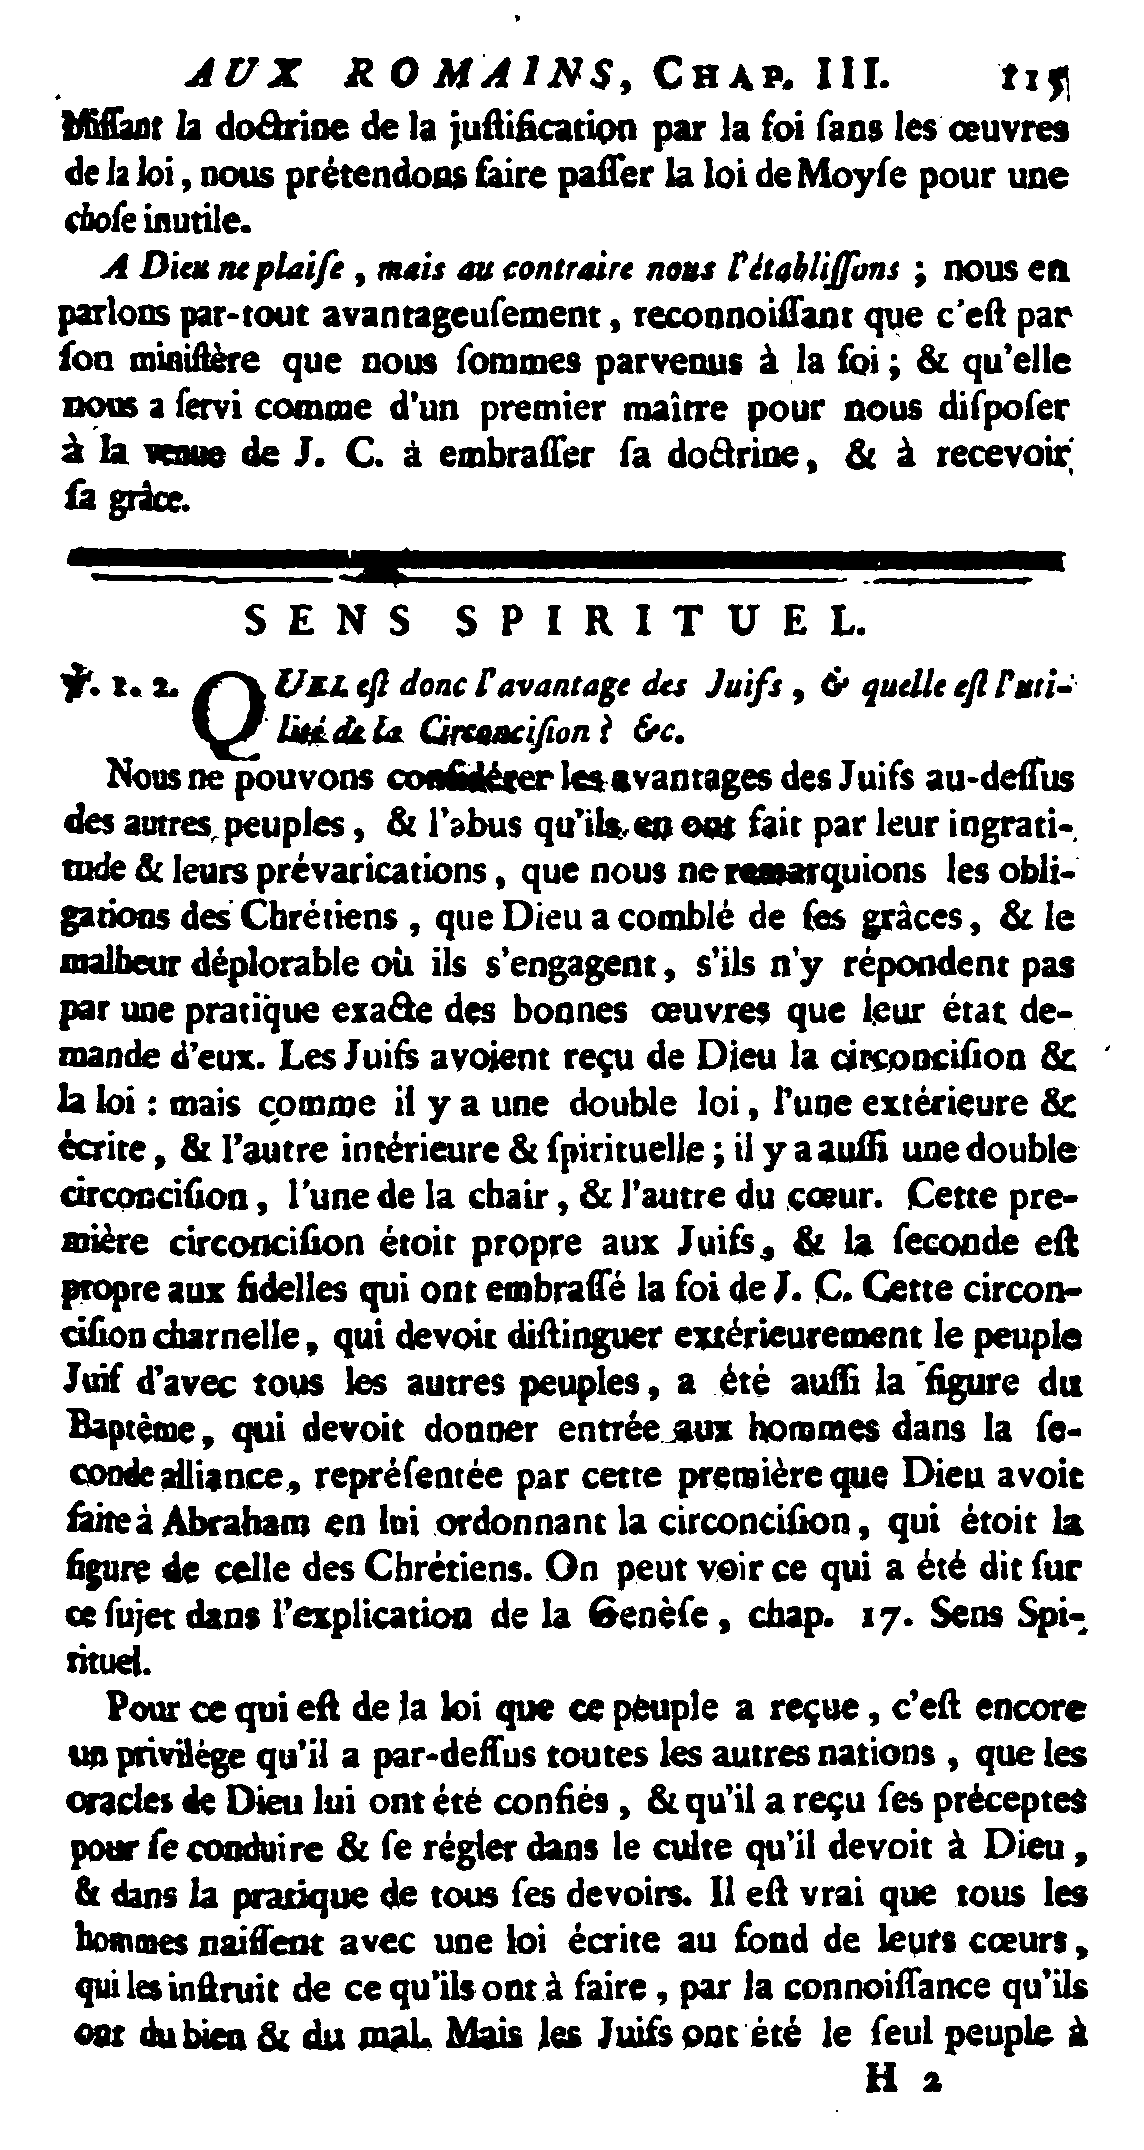 AUX ROMAINS, CHAP. III. 115
bliſſant la doctrine de la juſtification par la foi ſans les œuvres
de la loi, nous prétendons faire paſſer la loi de Moyſe pour une
choſe inutile.
A Dieu ne plaiſe, mais au contraire nous l'établiſſons ; nous en
parlons par-tout avantageuſement, reconnoiſſant que c'eſt par
ſon miniſtère que nous ſommes parvenus à la foi ; & qu'elle
nous a ſervi comme d'un premier maître pour nous diſpoſer
à la venue de J. C. à embraſſer ſa doctrine, & à recevoir
ſa grâce.
SENS SPIRITUEL.
℣. 1. 2. QUEL eſt donc l'avantage des Juifs, & quelle eſt l'uti-
lité de la Circonciſion ? &c.
Nous ne pouvons conſidérer les avantages des Juifs au-deſſus
des autres peuples, & l'abus qu'ils en ont fait par leur ingrati-
tude & leurs prévarications, que nous ne remarquions les obli-
gations des Chrétiens, que Dieu a comblé de ſes grâces, & le
malheur déplorable où ils s'engagent, s'ils n'y répondent pas
par une pratique exacte des bonnes œuvres que leur état de-
mande d'eux. Les Juifs avoient reçu de Dieu la circonciſion &
la loi : mais comme il y a une double loi, l'une extérieure &
écrite, & l'autre intérieure & ſpirituelle ; il y a auſſi une double
circonciſion, l'une de la chair, & l'autre du cœur. Cette pre-
mière circonciſion étoit propre aux Juifs, & la ſeconde eſt
propre aux fidelles qui ont embraſſé la foi de J. C. Cette circon-
ciſion charnelle, qui devoit diſtinguer extérieurement le peuple
Juif d'avec tous les autres peuples, a été auſſi la figure du
Baptême, qui devoit donner entrée aux hommes dans la ſe-
conde alliance, repréſentée par cette première que Dieu avoit
faite à Abraham en lui ordonnant la circonciſion, qui étoit la
figure de celle des Chrétiens. On peut voir ce qui a été dit ſur
ce ſujet dans l'explication de la Genèſe, chap. 17. Sens Spi-
rituel.
Pour ce qui eſt de la loi que ce peuple a reçue, c'eſt encore
un privilège qu'il a par-deſſus toutes les autres nations, que les
oracles de Dieu lui ont été confiés, & qu'il a reçu ſes préceptes
pour ſe conduire & ſe régler dans le culte qu'il devoit à Dieu,
& dans la pratique de tous ſes devoirs. Il eſt vrai que tous les
hommes naiſſent avec une loi écrite au fond de leurs cœurs,
qui les inſtruit de ce qu'ils ont à faire, par la connoiſſance qu'ils
ont du bien & du mal. Mais les Juifs ont été le ſeul peuple à
H 2